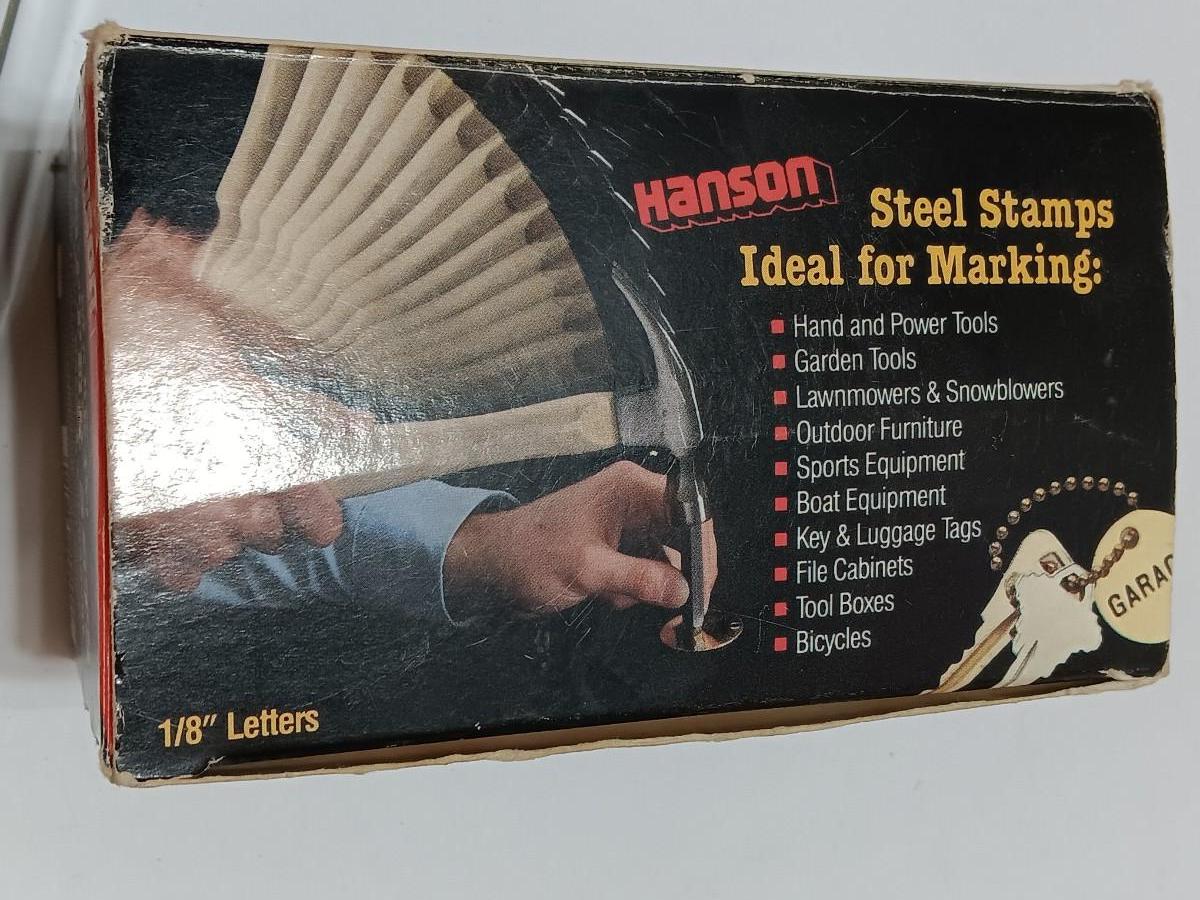 Hanson
Steel Stamps
Ideal for Marking:
Hand and Power Tools
Garden Tools
Lawnmowers & Snowblowers
Outdoor Furniture
Sports Equipment
Boat Equipment
Key & Luggage Tags
File Cabinets
Tool Boxes
Bicycles
GARAG
1/8" Letters